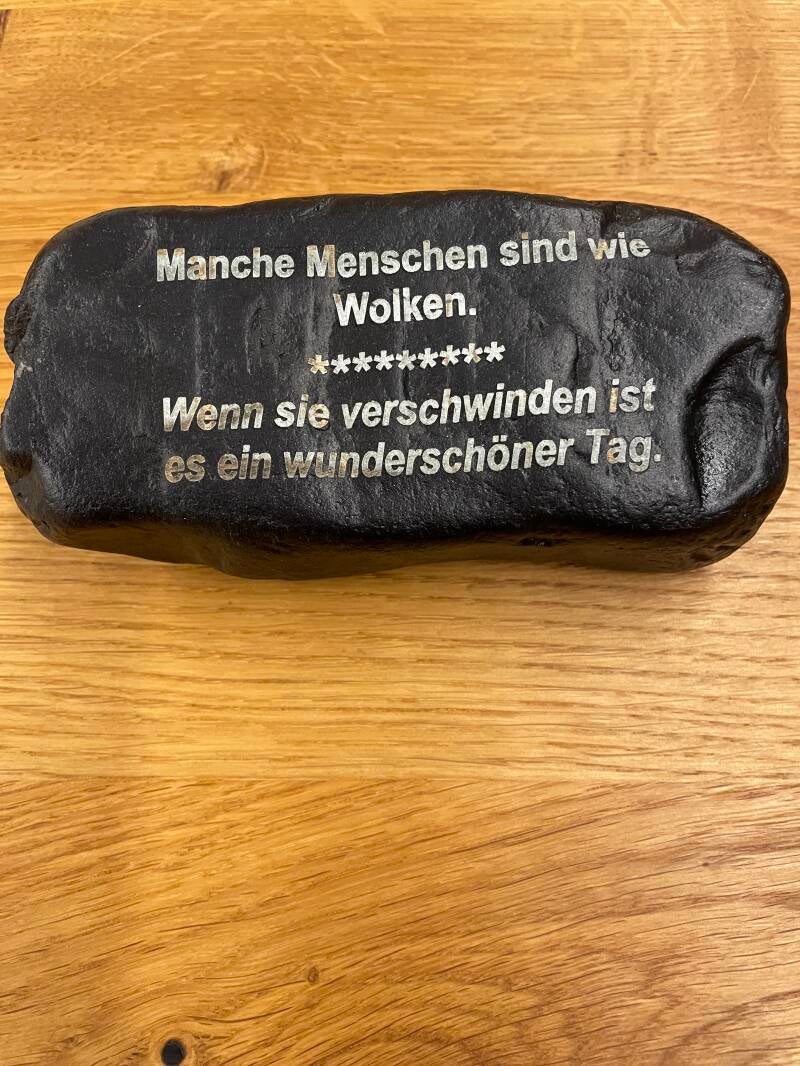 Manche Menschen sind wie
Wolken.
*********
Wenn sie verschwinden ist
es ein wunderschöner Tag.